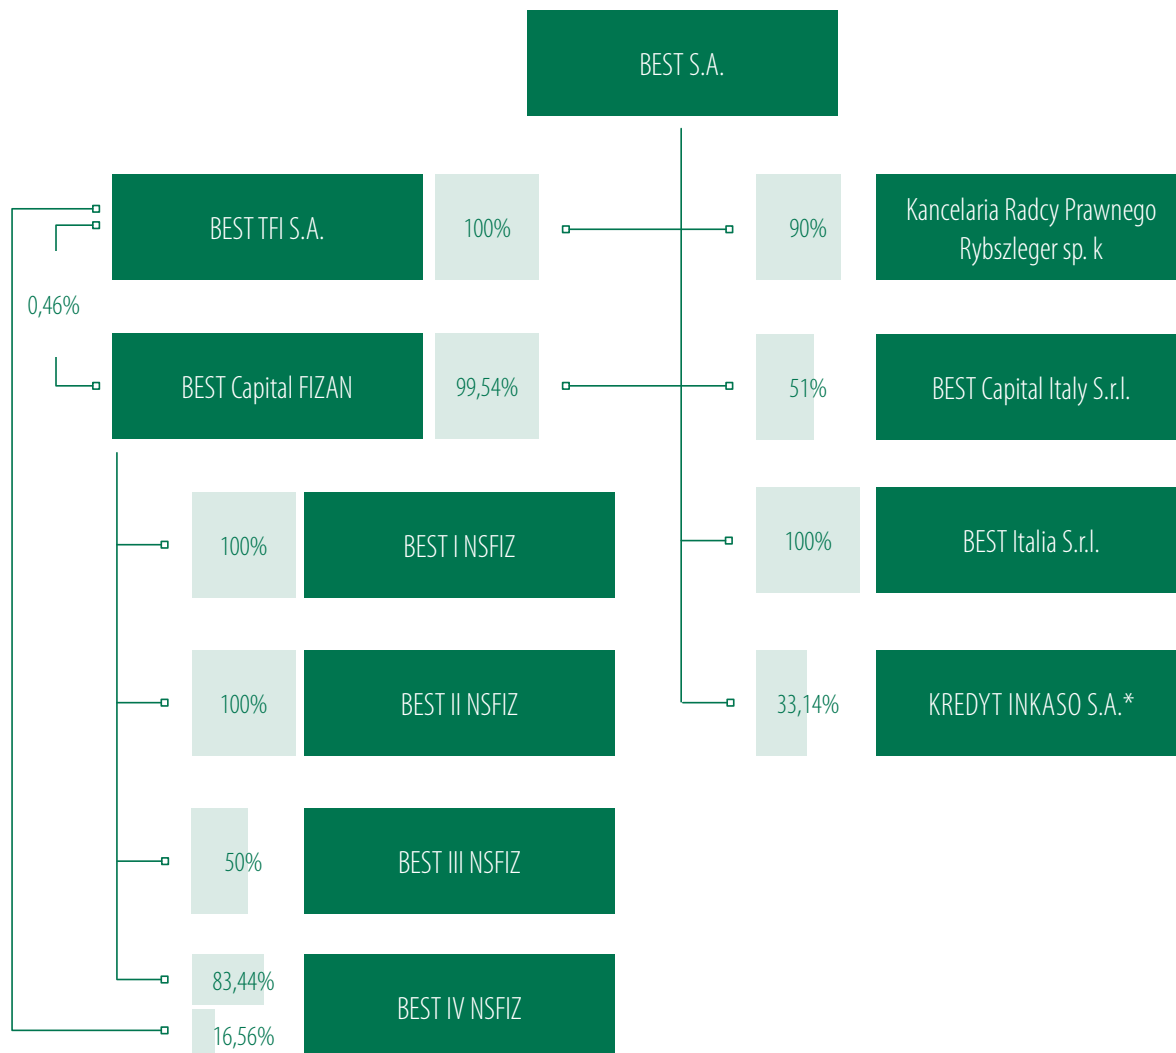 BEST S.A.
BEST TFI S.A.
100%
90%
Kancelaria Radcy Prawnego
Rybszleger sp. k
0,46%
BEST Capital FIZAN
99,54%
51%
BEST Capital Italy S.r.l.
100%
BEST I NSFIZ
100%
BEST Italia S.r.l.
100%
BEST II NSFIZ
33,14%
KREDYT INKASO S.A.*
50%
BEST III NSFIZ
83,44%
16,56%
BEST IV NSFIZ